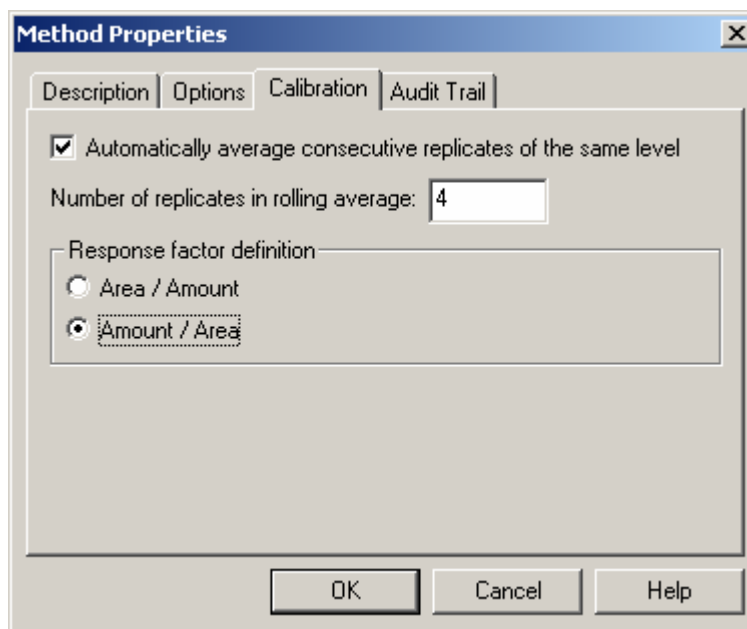 Method Properties
Description Options Calibration Audit Trail
Automatically average consecutive replicates of the same level
Number of replicates in rolling average: 4
Response factor definition
Area / Amount
Amount / Area
OK Cancel Help